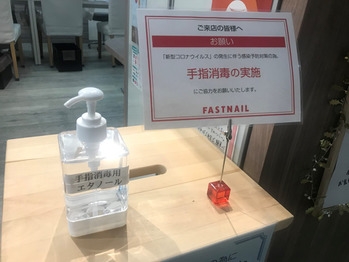 ご来店の皆様へ
お願い
「新型コロナウイルス」の発生に伴う感染予防対策の為、
手指消毒の実施
にご協力をお願いいたします。
FASTNAIL
手指消毒用
エタノール